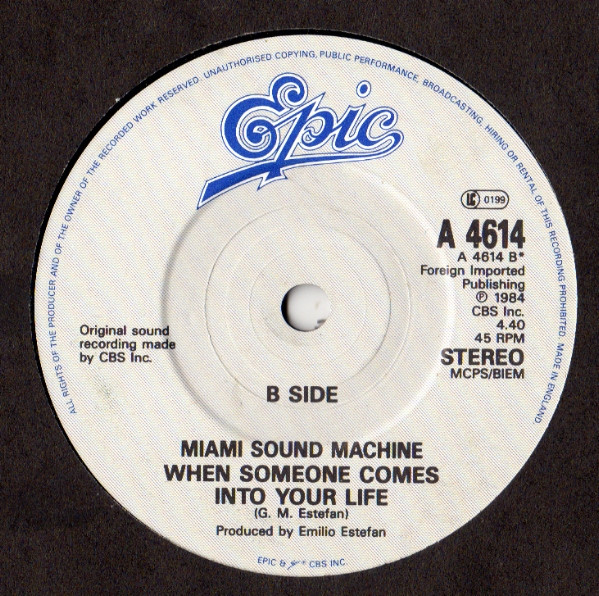 ALL RIGHTS OF THE PRODUCER AND OF THE OWNER OF THE RECORDED WORK RESERVED. UNAUTHORISED COPYING, PUBLIC PERFORMANCE, BROADCASTING, HIRING OR RENTAL OF THIS RECORDING PROHIBITED. MADE IN ENGLAND.
Epic
LC 0199
A 4614
A 4614 B*
Foreign Imported
Publishing
℗ 1984
CBS Inc.
4.40
45 RPM
STEREO
MCPS/BIEM
Original sound
recording made
by CBS Inc.
B SIDE
MIAMI SOUND MACHINE
WHEN SOMEONE COMES
INTO YOUR LIFE
(G. M. Estefan)
Produced by Emilio Estefan
EPIC & CBS INC.